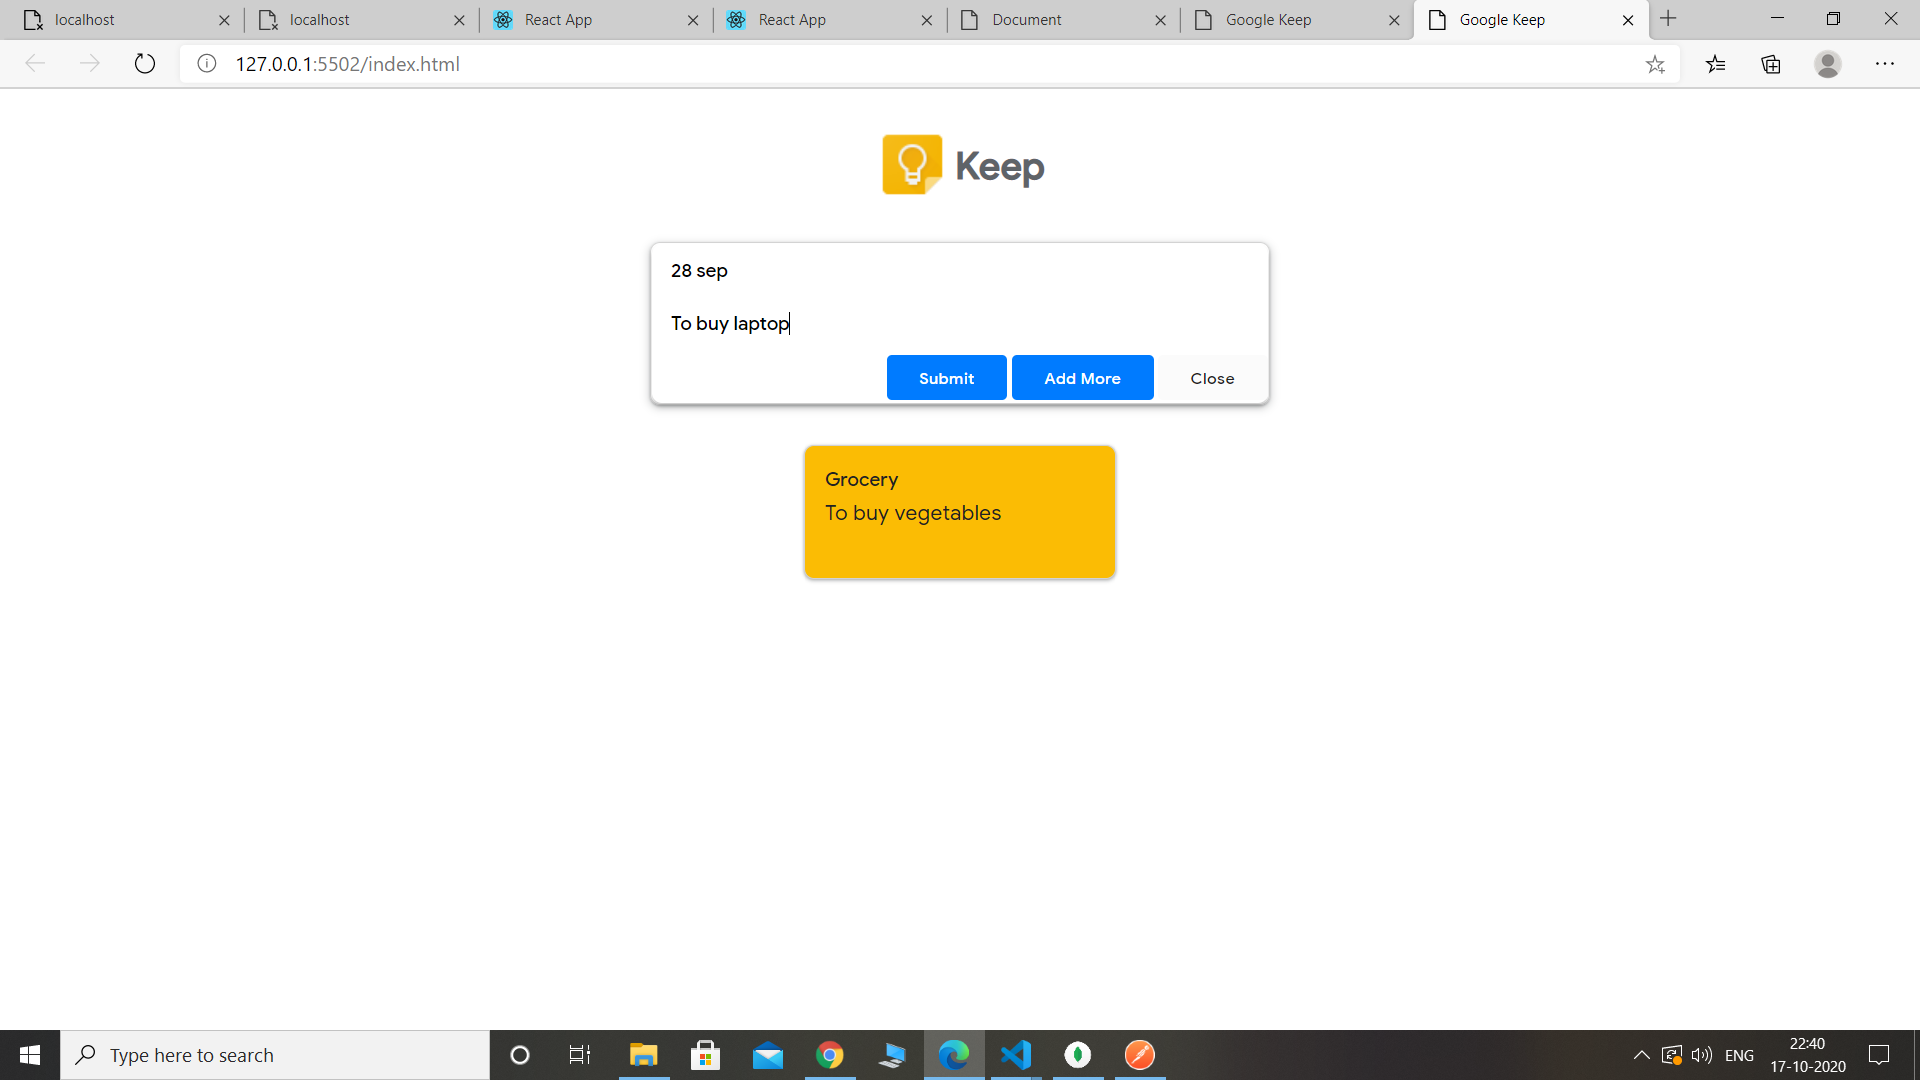 localhost
localhost
React App
React App
Document
Google Keep
Google Keep
127.0.0.1:5502/index.html
Keep
28 sep
To buy laptop
Submit
Add More
Close
Grocery
To buy vegetables
Type here to search
ENG
22:40
17-10-2020